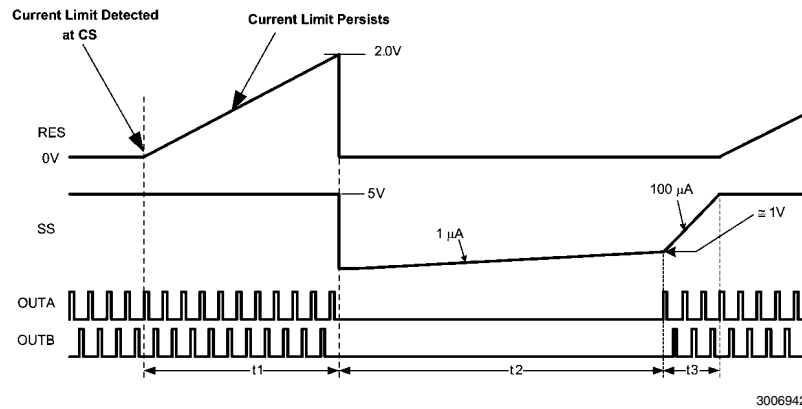 Current Limit Detected
at CS
Current Limit Persists
2.0V
RES
0V
5V
100 µA
≅ 1V
SS
1 µA
OUTA
OUTB
t1
t2
t3
3006942